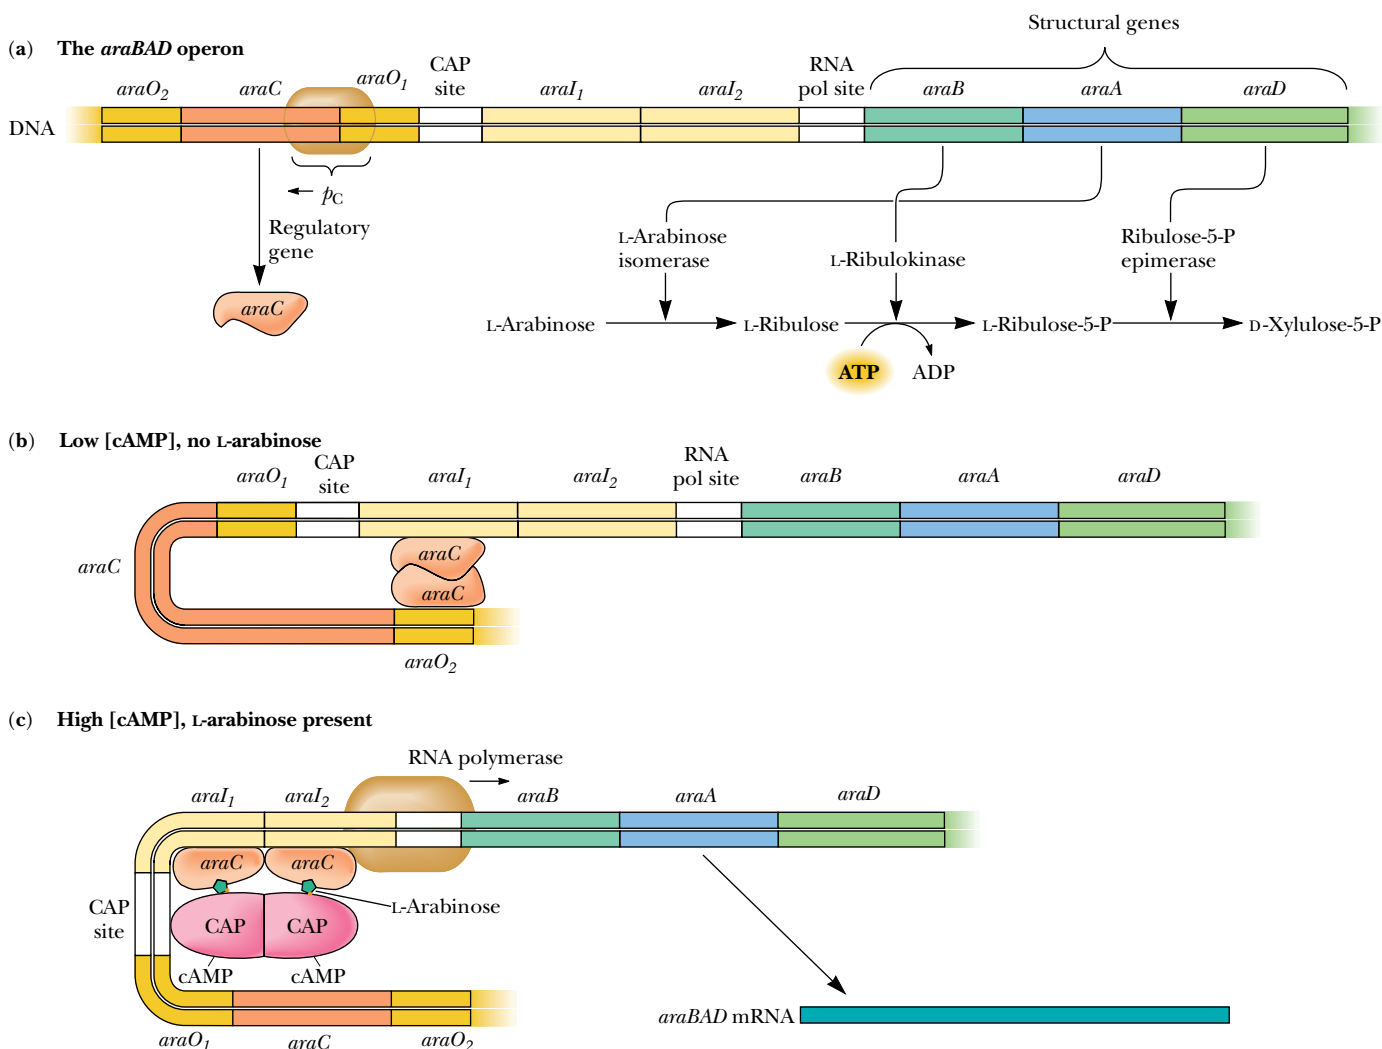 (a) The araBAD operon
Structural genes
araO2
araC
araO1
CAP
site
araI1
araI2
RNA
pol site
araB
araA
araD
DNA
pC
Regulatory
gene
araC
L-Arabinose
isomerase
L-Ribulokinase
Ribulose-5-P
epimerase
L-Arabinose
L-Ribulose
L-Ribulose-5-P
D-Xylulose-5-P
ATP
ADP
(b) Low [cAMP], no L-arabinose
araO1
CAP
site
araI1
araI2
RNA
pol site
araB
araA
araD
araC
araC
araC
araO2
(c) High [cAMP], L-arabinose present
RNA polymerase
araI1
araI2
araB
araA
araD
araC
araC
CAP
site
CAP
CAP
L-Arabinose
cAMP
cAMP
araO1
araC
araO2
araBAD mRNA